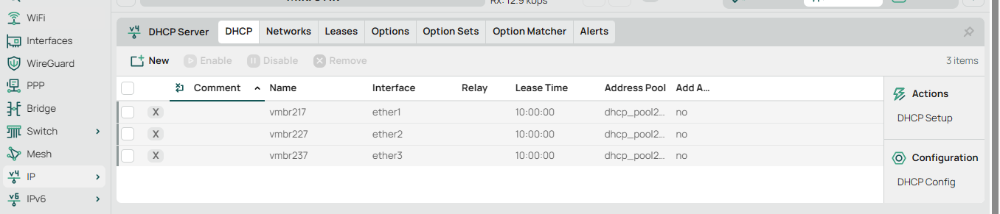 Rx: 12.9 kbps
WiFi
Interfaces
WireGuard
PPP
Bridge
Switch
Mesh
v4 IP
v6 IPv6
v4 DHCP Server DHCP Networks Leases Options Option Sets Option Matcher Alerts
New Enable Disable Remove 3 items
Comment Name Interface Relay Lease Time Address Pool Add A...
X vmbr217 ether1 10:00:00 dhcp_pool2... no
X vmbr227 ether2 10:00:00 dhcp_pool2... no
X vmbr237 ether3 10:00:00 dhcp_pool2... no
Actions
DHCP Setup
Configuration
DHCP Config